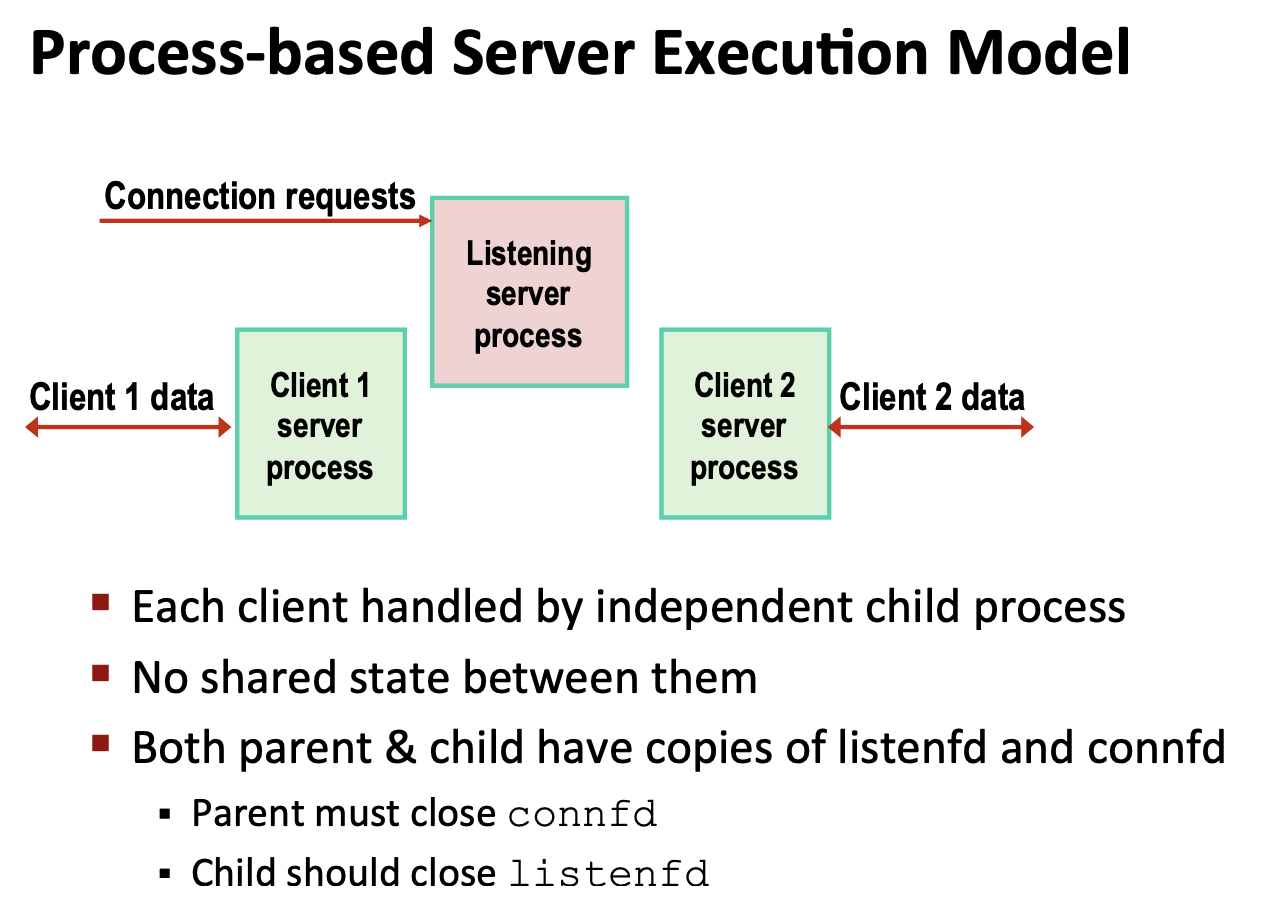 Process-based Server Execution Model
Connection requests
Listening
server
process
Client 1 data
Client 1
server
process
Client 2
server
process
Client 2 data
Each client handled by independent child process
No shared state between them
Both parent & child have copies of listenfd and connfd
Parent must close connfd
Child should close listenfd